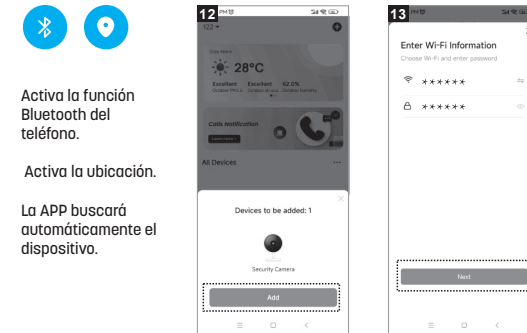 Activa la función
Bluetooth del
teléfono.
Activa la ubicación.
La APP buscará
automáticamente el
dispositivo.
12
122
28°C
Excellent Excellent 62.0%
Calls Notification
All Devices
Devices to be added: 1
Security Camera
Add
13
Enter Wi-Fi Information
Choose Wi-Fi and enter password
******
******
Next